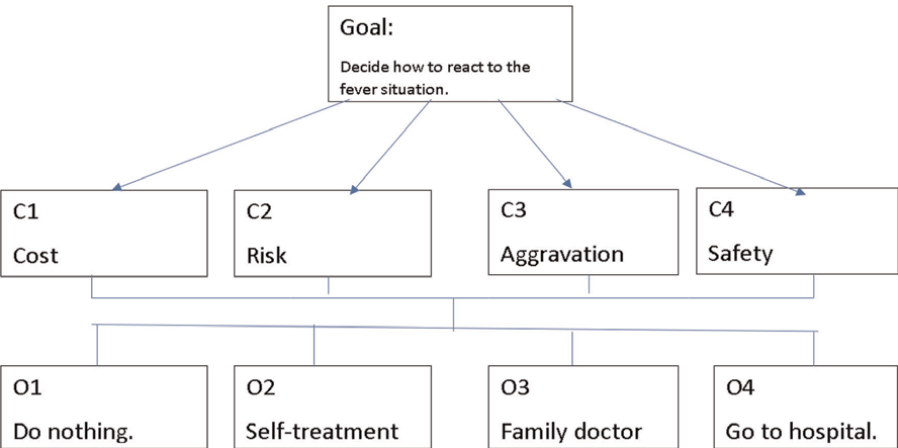 Goal:
Decide how to react to the
fever situation.
C1
Cost
C2
Risk
C3
Aggravation
C4
Safety
O1
Do nothing.
O2
Self-treatment
O3
Family doctor
O4
Go to hospital.